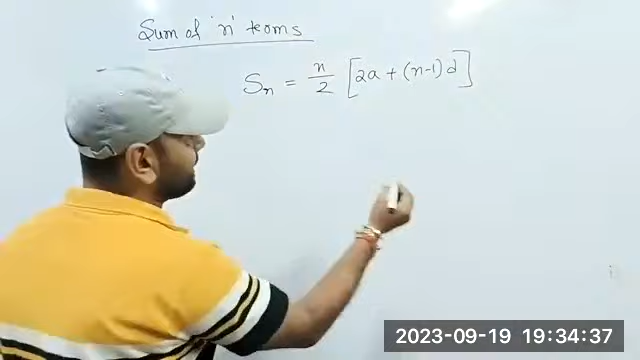 Sum of 'n' terms
Sn = n/2 [2a + (n-1) d]
2023-09-19 19:34:37